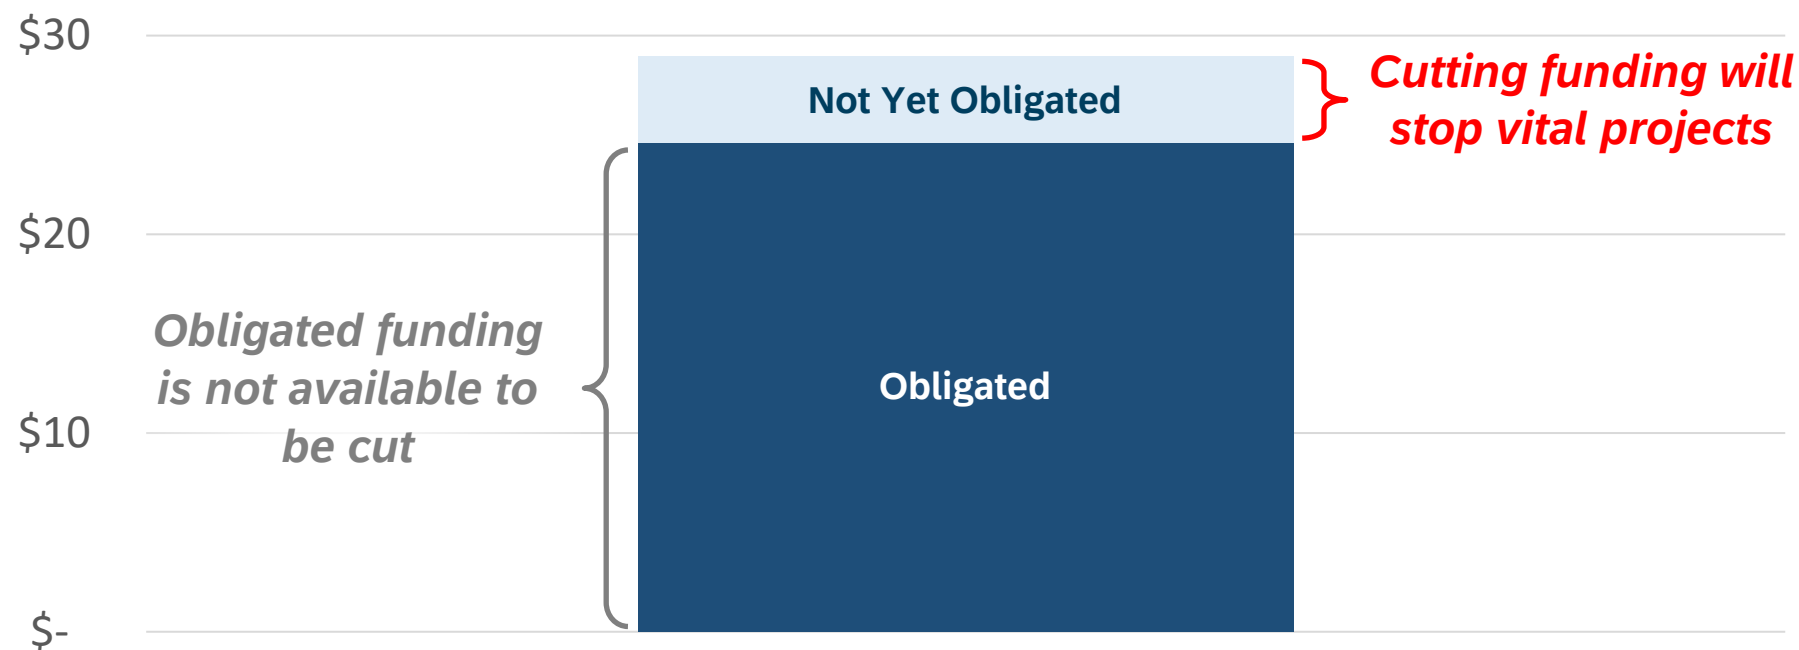 $30
Cutting funding will
stop vital projects
Not Yet Obligated
$20
Obligated funding
is not available to
be cut
Obligated
$10
$-